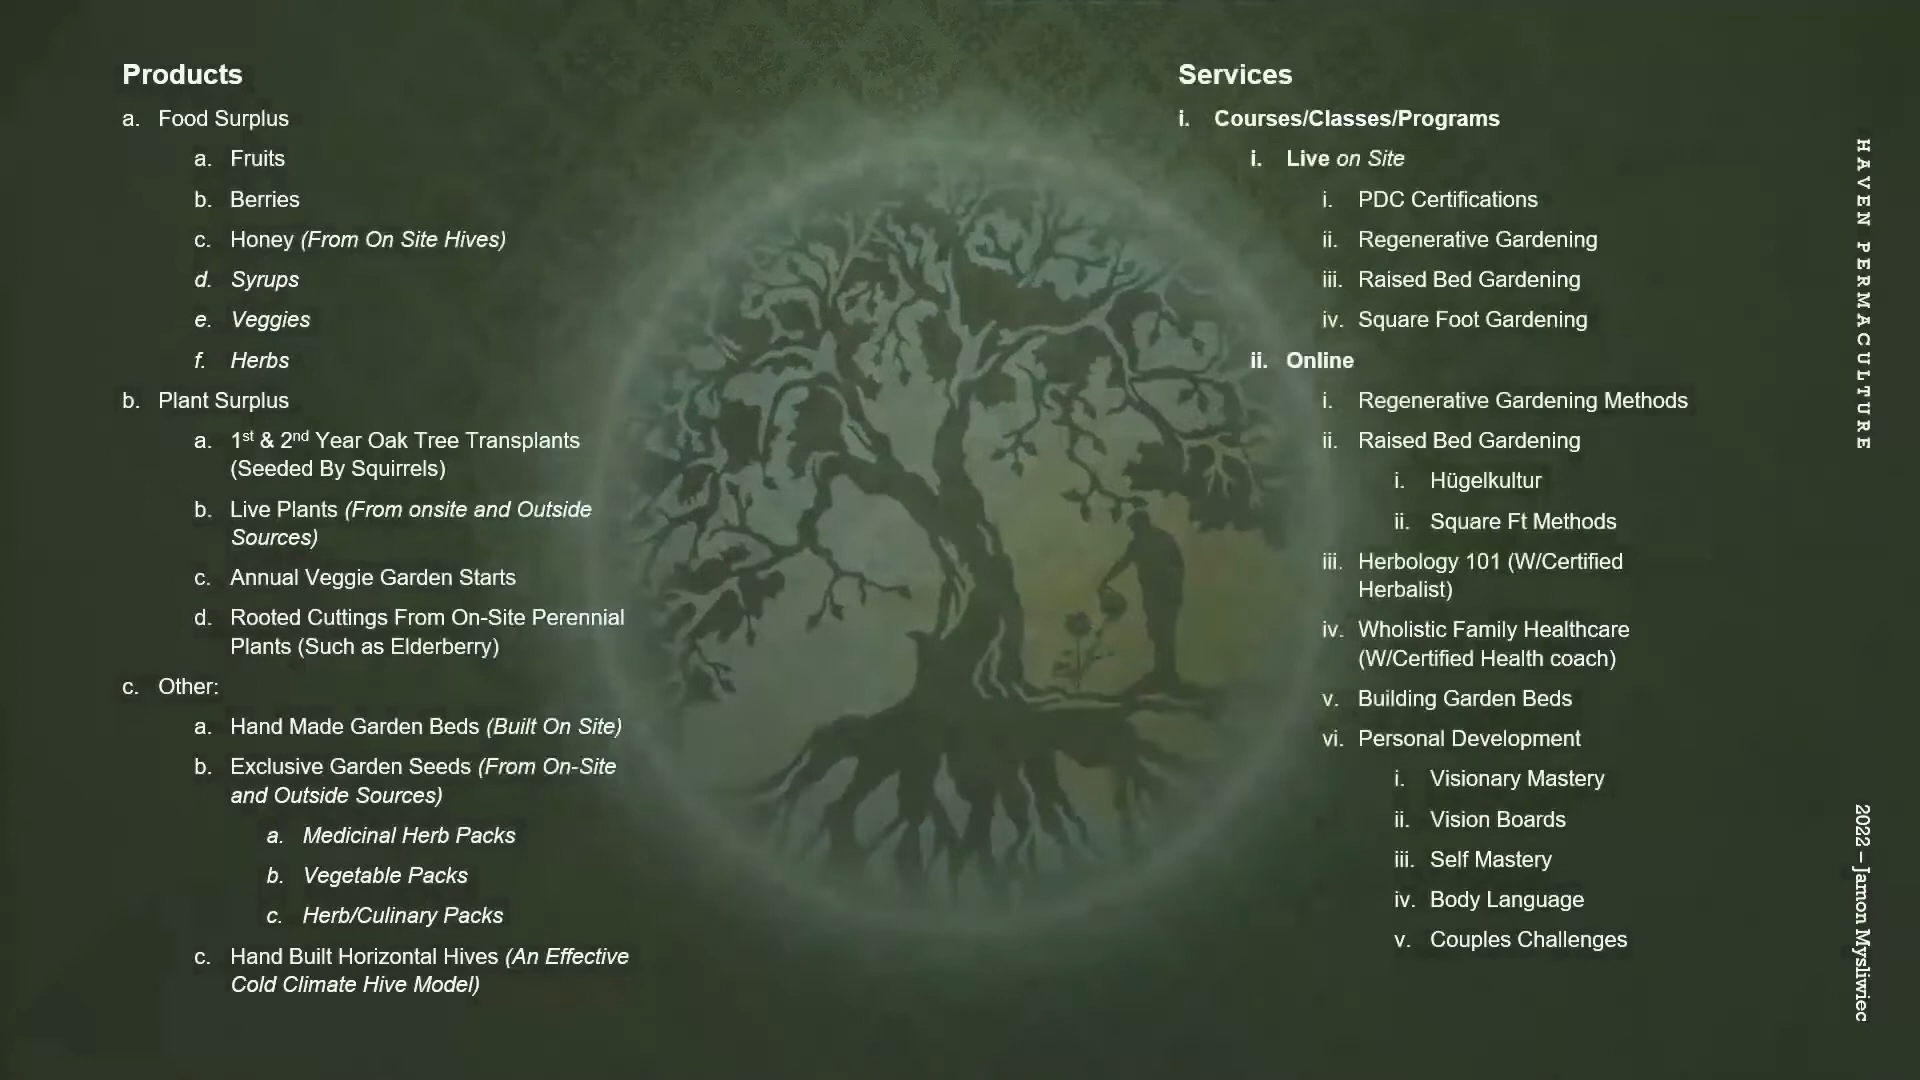 Products
a. Food Surplus
a. Fruits
b. Berries
c. Honey (From On Site Hives)
d. Syrups
e. Veggies
f. Herbs
b. Plant Surplus
a. 1st & 2nd Year Oak Tree Transplants
(Seeded By Squirrels)
b. Live Plants (From onsite and Outside
Sources)
c. Annual Veggie Garden Starts
d. Rooted Cuttings From On-Site Perennial
Plants (Such as Elderberry)
c. Other:
a. Hand Made Garden Beds (Built On Site)
b. Exclusive Garden Seeds (From On-Site
and Outside Sources)
a. Medicinal Herb Packs
b. Vegetable Packs
c. Herb/Culinary Packs
c. Hand Built Horizontal Hives (An Effective
Cold Climate Hive Model)
Services
i. Courses/Classes/Programs
i. Live on Site
i. PDC Certifications
ii. Regenerative Gardening
iii. Raised Bed Gardening
iv. Square Foot Gardening
ii. Online
i. Regenerative Gardening Methods
ii. Raised Bed Gardening
i. Hügelkultur
ii. Square Ft Methods
iii. Herbology 101 (W/Certified
Herbalist)
iv. Wholistic Family Healthcare
(W/Certified Health coach)
v. Building Garden Beds
vi. Personal Development
i. Visionary Mastery
ii. Vision Boards
iii. Self Mastery
iv. Body Language
v. Couples Challenges
HAVEN PERMACULTURE
2022 – Jamon Mysliwiec